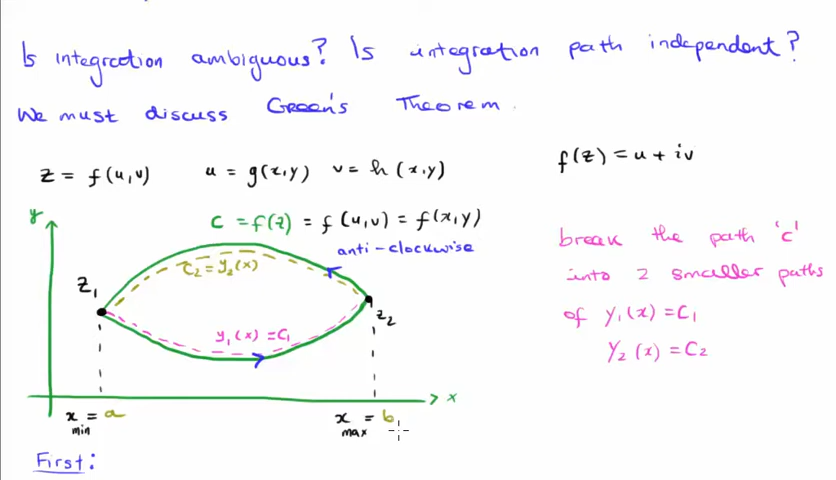 Is integration ambiguous? Is integration path independent?
We must discuss Green's Theorem.
z = f(u,v) u = g(x,y) v = h(x,y)
f(z) = u + iv
y
c = f(z) = f(u,v) = f(x,y)
anti-clockwise
C2 = y2(x)
z1
z2
y1(x) = C1
x
x min = a
x max = b
break the path 'c'
into 2 smaller paths
of y1(x) = C1
y2(x) = C2
First: